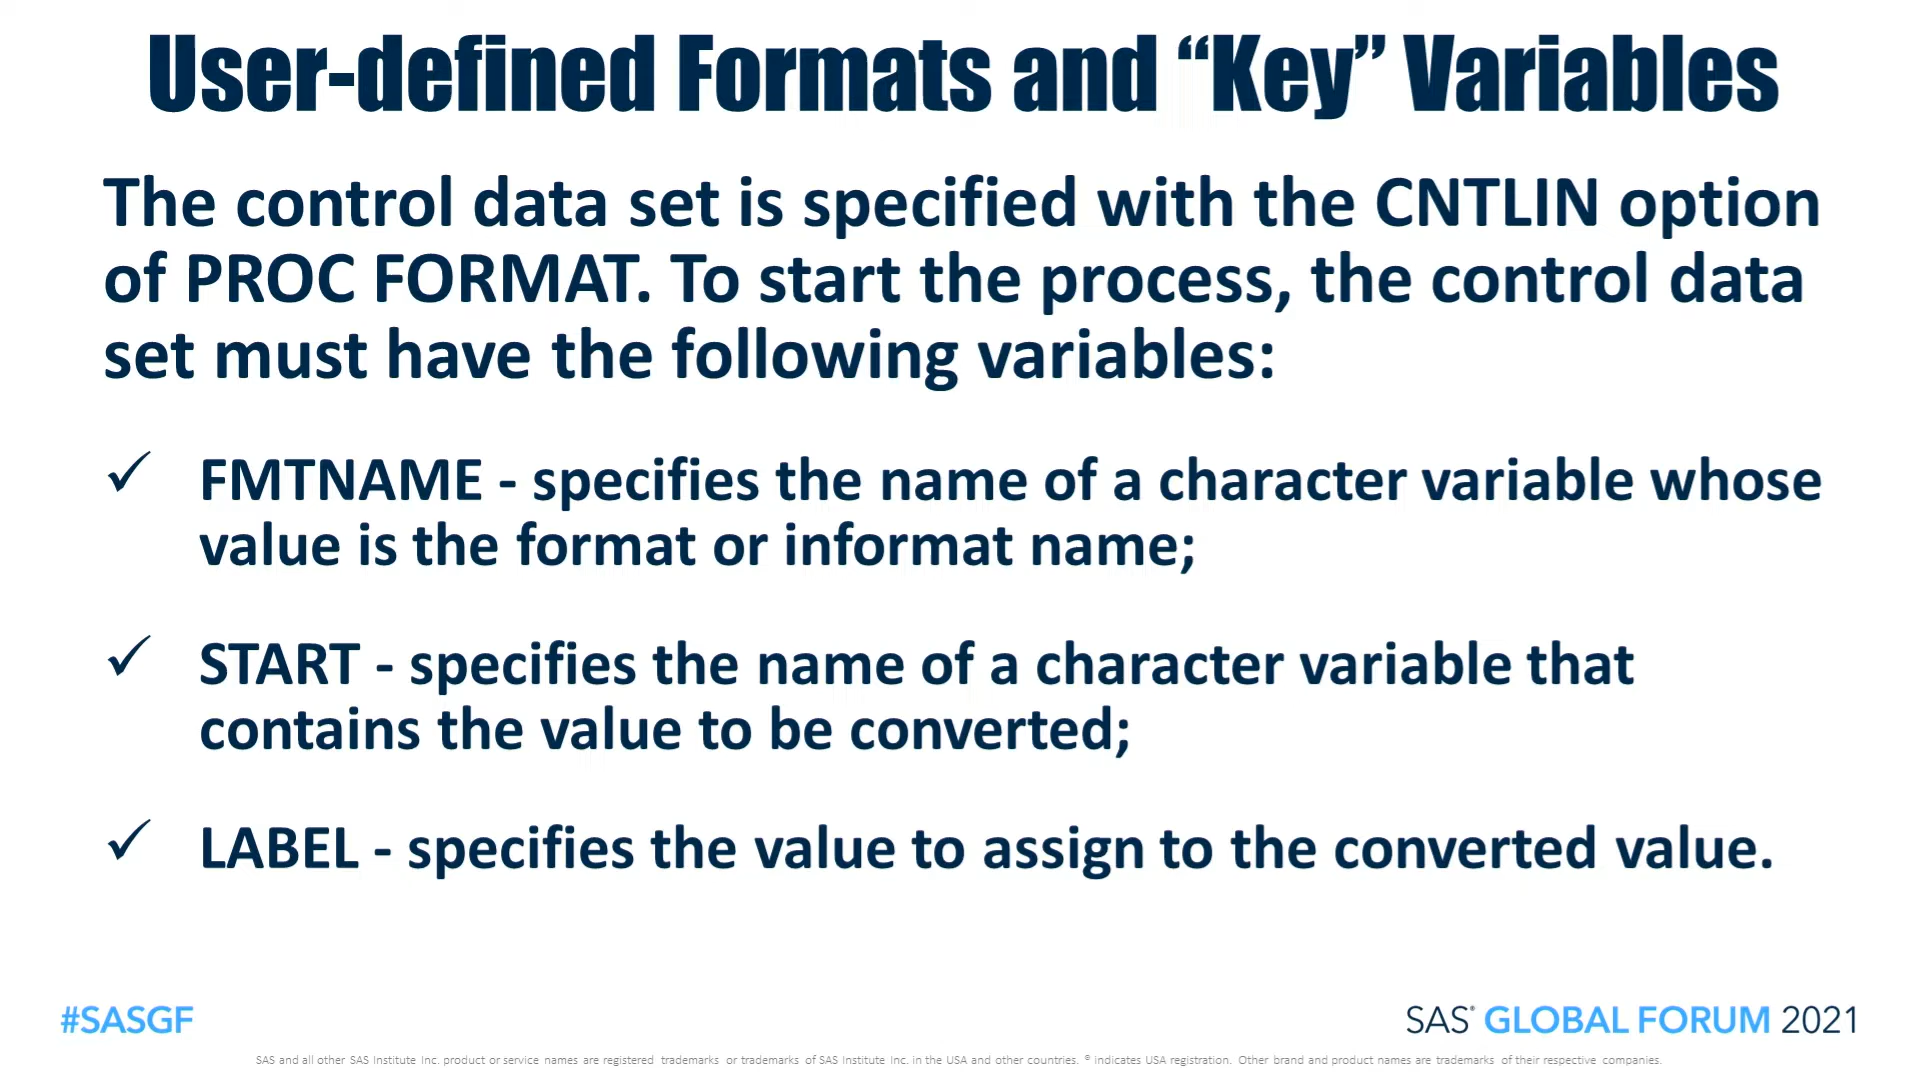 User-defined Formats and “Key” Variables
The control data set is specified with the CNTLIN option
of PROC FORMAT. To start the process, the control data
set must have the following variables:
✓ FMTNAME - specifies the name of a character variable whose
value is the format or informat name;
✓ START - specifies the name of a character variable that
contains the value to be converted;
✓ LABEL - specifies the value to assign to the converted value.
#SASGF
SAS® GLOBAL FORUM 2021
SAS and all other SAS Institute Inc. product or service names are registered trademarks or trademarks of SAS Institute Inc. in the USA and other countries. ® indicates USA registration. Other brand and product names are trademarks of their respective companies.